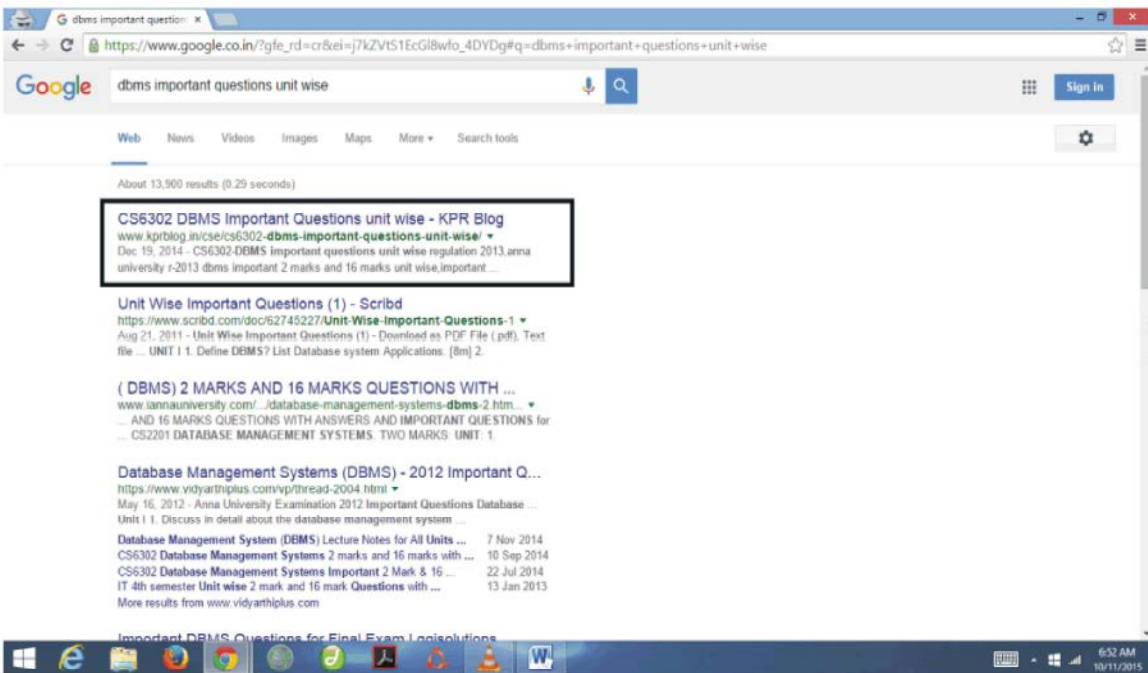 G dbms important question
https://www.google.co.in/?gfe_rd=cr&ei=j7kZVtS1EcGl8wfo_4DYDg#q=dbms+important+questions+unit+wise
Google dbms important questions unit wise Sign in
Web News Videos Images Maps More Search tools
About 13,900 results (0.29 seconds)
CS6302 DBMS Important Questions unit wise - KPR Blog
www.kprblog.in/cse/cs6302-dbms-important-questions-unit-wise/
Dec 19, 2014 - CS6302-DBMS important questions unit wise regulation 2013.anna
university r-2013 dbms important 2 marks and 16 marks unit wise,important ...
Unit Wise Important Questions (1) - Scribd
https://www.scribd.com/doc/62745227/Unit-Wise-Important-Questions-1
Aug 21, 2011 - Unit Wise Important Questions (1) - Download as PDF File (.pdf), Text
file ... UNIT I 1. Define DBMS? List Database system Applications. [8m] 2.
( DBMS) 2 MARKS AND 16 MARKS QUESTIONS WITH ...
www.iannauniversity.com/.../database-management-systems-dbms-2.htm...
... AND 16 MARKS QUESTIONS WITH ANSWERS AND IMPORTANT QUESTIONS for
... CS2201 DATABASE MANAGEMENT SYSTEMS. TWO MARKS: UNIT: 1.
Database Management Systems (DBMS) - 2012 Important Q...
https://www.vidyarthiplus.com/vp/thread-2004.html
May 16, 2012 - Anna University Examination 2012 Important Questions Database ...
Unit I 1. Discuss in detail about the database management system ...
Database Management System (DBMS) Lecture Notes for All Units ... 7 Nov 2014
CS6302 Database Management Systems 2 marks and 16 marks with ... 10 Sep 2014
CS6302 Database Management Systems Important 2 Mark & 16 ... 22 Jul 2014
IT 4th semester Unit wise 2 mark and 16 mark Questions with ... 13 Jan 2013
More results from www.vidyarthiplus.com
Important DBMS Questions for Final Exam | ggisolutions
6:52 AM
10/11/2015